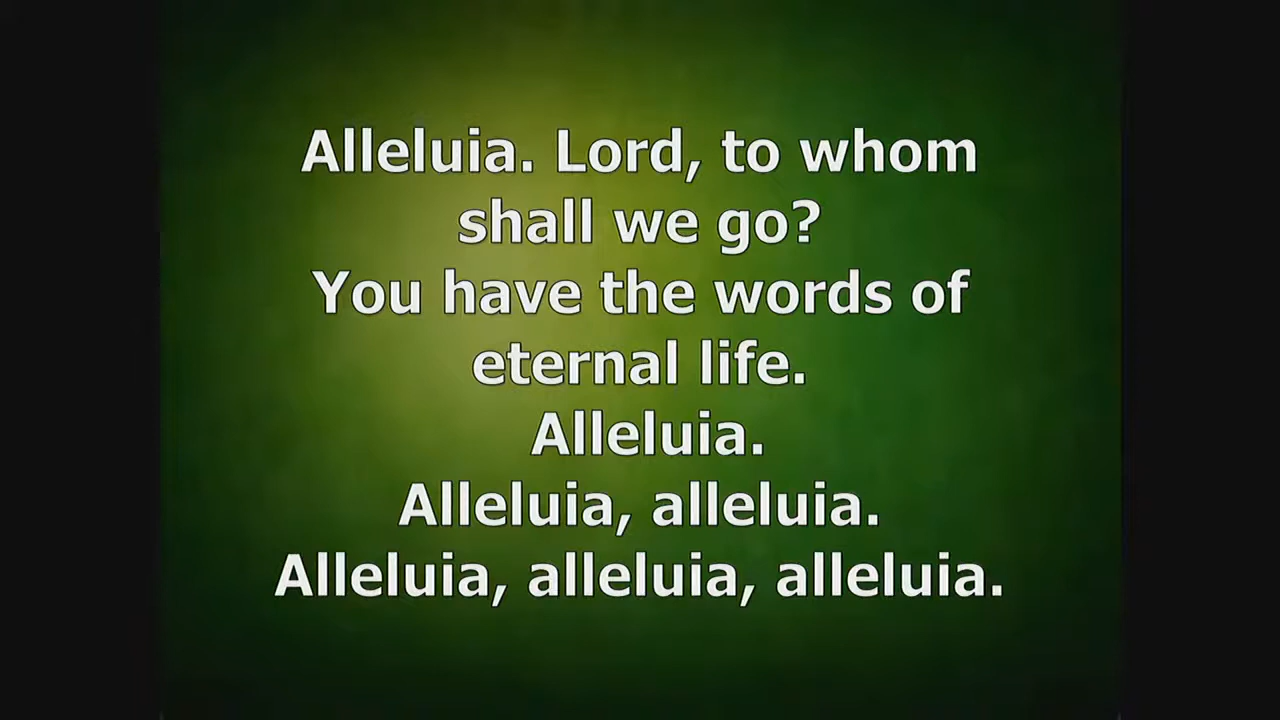 Alleluia. Lord, to whom
shall we go?
You have the words of
eternal life.
Alleluia.
Alleluia, alleluia.
Alleluia, alleluia, alleluia.